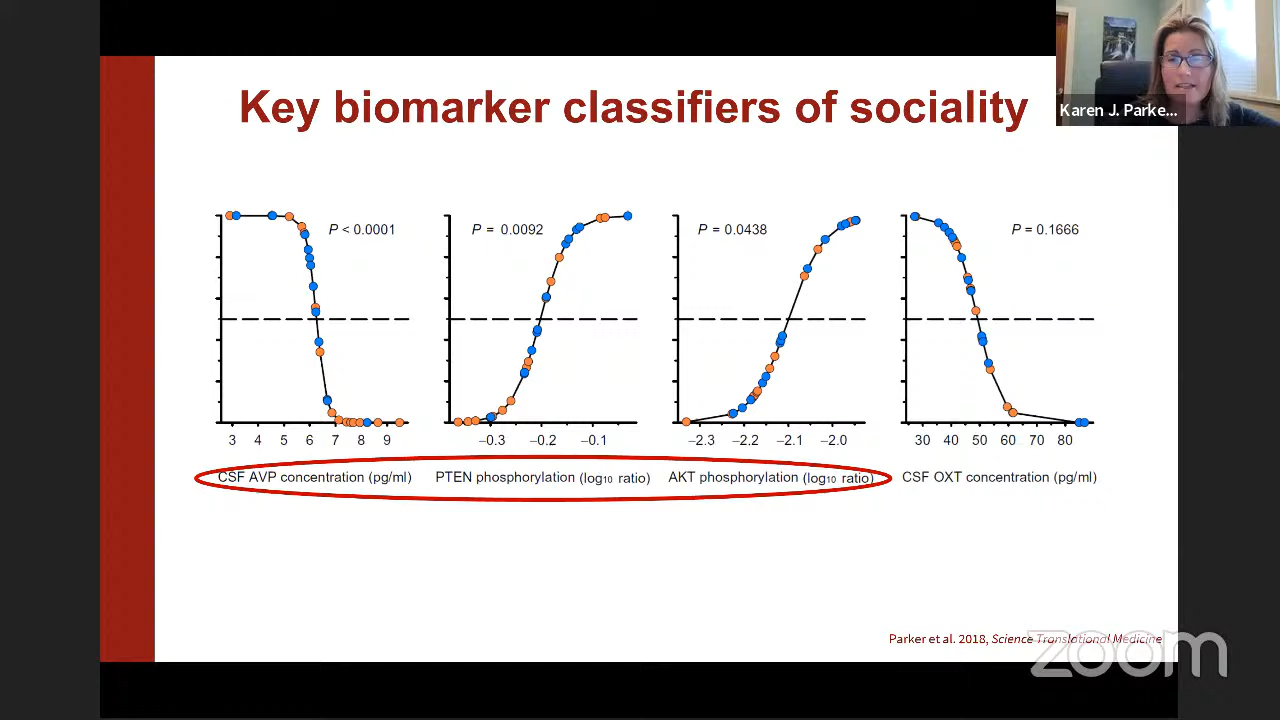 Key biomarker classifiers of sociality
Karen J. Parke...
P < 0.0001
P = 0.0092
P = 0.0438
P = 0.1666
3 4 5 6 7 8 9
−0.3 −0.2 −0.1
−2.3 −2.2 −2.1 −2.0
30 40 50 60 70 80
CSF AVP concentration (pg/ml)
PTEN phosphorylation (log₁₀ ratio)
AKT phosphorylation (log₁₀ ratio)
CSF OXT concentration (pg/ml)
Parker et al. 2018, Science Translational Medicine
zoom